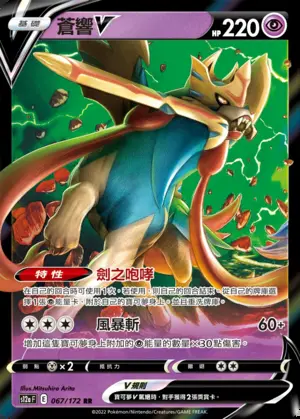 基礎 蒼響V HP220
特性 劍之咆哮
在自己的回合時可使用1次。若使用，則自己的回合結束。從自己的牌庫選
擇1張能量卡，附於自己的寶可夢身上。並且重洗牌庫。
風暴斬 60+
增加這隻寶可夢身上附加的能量的數量×30點傷害。
弱點 ×2 抵抗力 撤退
Illus.Mitsuhiro Arita
V規則
寶可夢V氣絕時，對手獲得2張獎賞卡。
s12a F 067/172 RR
©2022 Pokémon/Nintendo/Creatures/GAME FREAK.